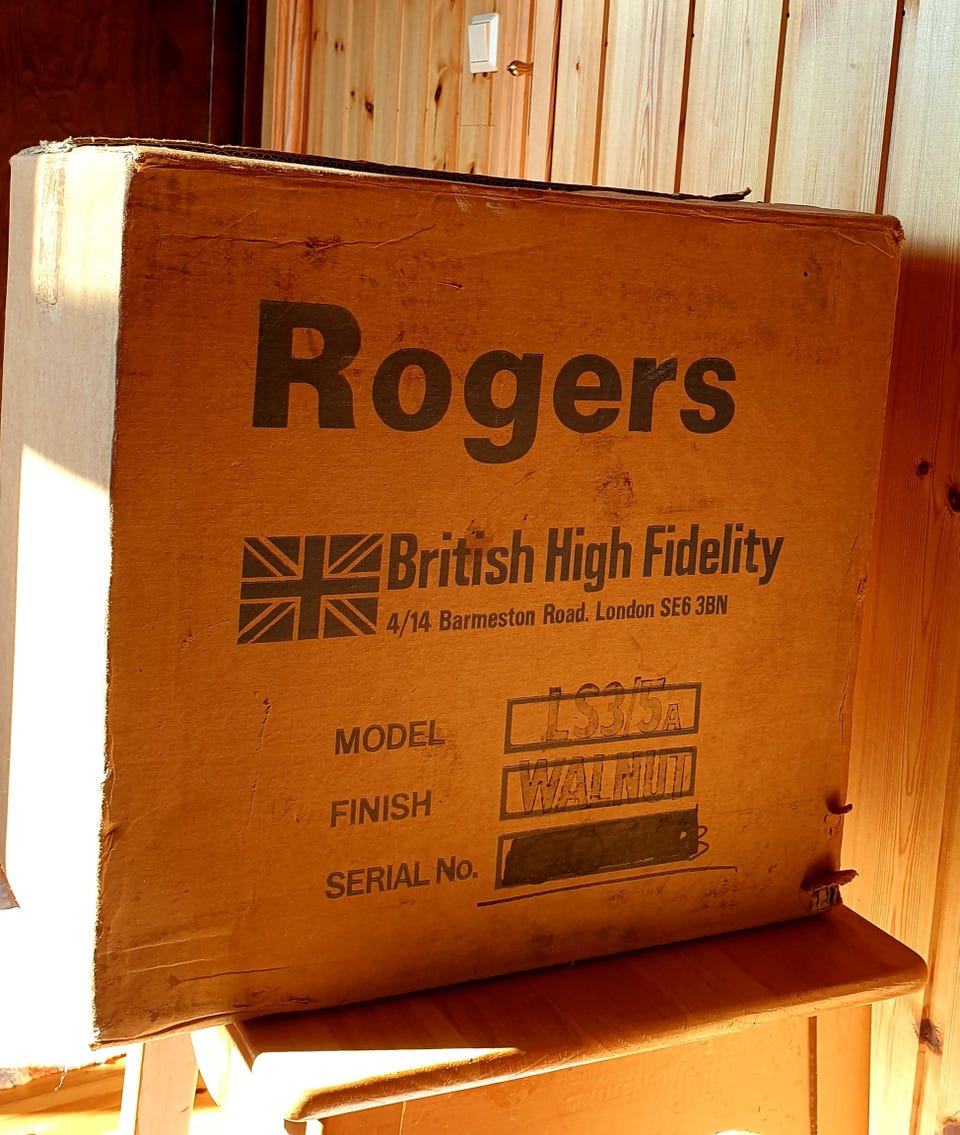 Rogers
British High Fidelity
4/14 Barmeston Road. London SE6 3BN
MODEL LS3/5A
FINISH WALNUT
SERIAL No. B